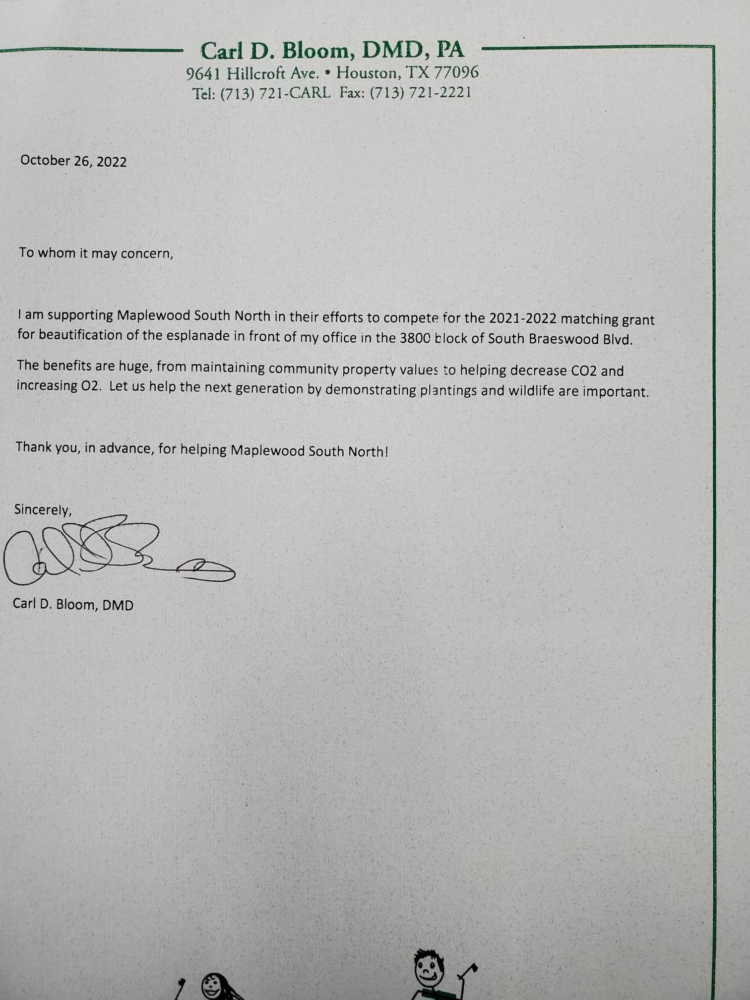 Carl D. Bloom, DMD, PA
9641 Hillcroft Ave. • Houston, TX 77096
Tel: (713) 721-CARL Fax: (713) 721-2221
October 26, 2022
To whom it may concern,
I am supporting Maplewood South North in their efforts to compete for the 2021-2022 matching grant
for beautification of the esplanade in front of my office in the 3800 block of South Braeswood Blvd.
The benefits are huge, from maintaining community property values to helping decrease CO2 and
increasing O2. Let us help the next generation by demonstrating plantings and wildlife are important.
Thank you, in advance, for helping Maplewood South North!
Sincerely,
Carl D. Bloom, DMD